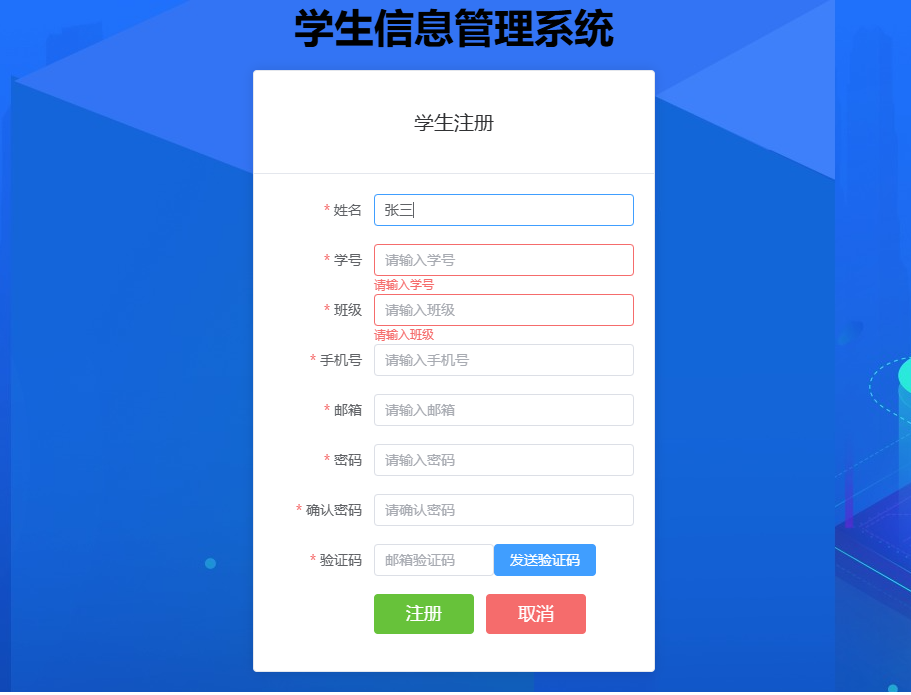 学生信息管理系统
学生注册
* 姓名 张三
* 学号 请输入学号
请输入学号
* 班级 请输入班级
请输入班级
* 手机号 请输入手机号
* 邮箱 请输入邮箱
* 密码 请输入密码
* 确认密码 请确认密码
* 验证码 邮箱验证码 发送验证码
注册 取消